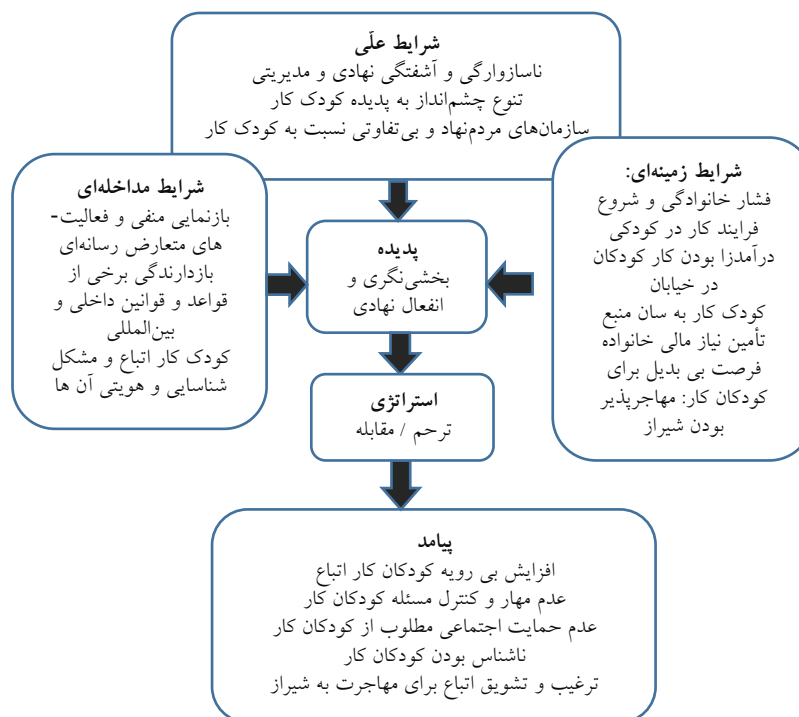 شرایط علّی
ناسازوارگی و آشفتگی نهادی و مدیریتی
تنوع چشم‌انداز به پدیده کودک کار
سازمان‌های مردم‌نهاد و بی‌تفاوتی نسبت به کودک کار
شرایط زمینه‌ای:
فشار خانوادگی و شروع
فرایند کار در کودکی
درآمدزا بودن کار کودکان
در خیابان
کودک کار به سان منبع
تأمین نیاز مالی خانواده
فرصت بی بدیل برای
کودکان کار: مهاجرپذیر
بودن شیراز
پدیده
بخشی‌نگری و
انفعال نهادی
شرایط مداخله‌ای
بازنمایی منفی و فعالیت-
های متعارض رسانه‌ای
بازدارندگی برخی از
قواعد و قوانین داخلی و
بین‌المللی
کودک کار اتباع و مشکل
شناسایی و هویتی آن ها
استراتژی
ترحم / مقابله
پیامد
افزایش بی رویه کودکان کار اتباع
عدم مهار و کنترل مسئله کودکان کار
عدم حمایت اجتماعی مطلوب از کودکان کار
ناشناس بودن کودکان کار
ترغیب و تشویق اتباع برای مهاجرت به شیراز